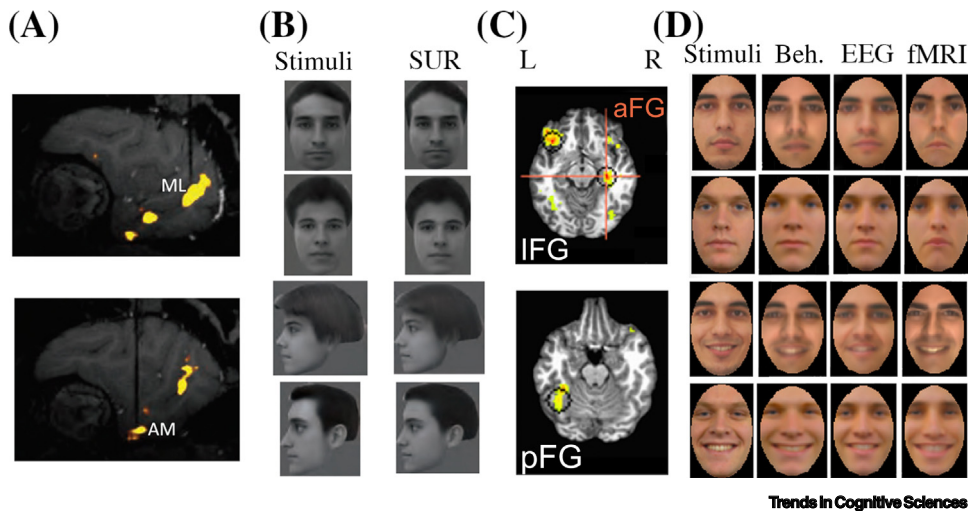 (A)
(B)
(C)
(D)
Stimuli
SUR
L
R
Stimuli
Beh.
EEG
fMRI
ML
AM
aFG
IFG
pFG
Trends in Cognitive Sciences